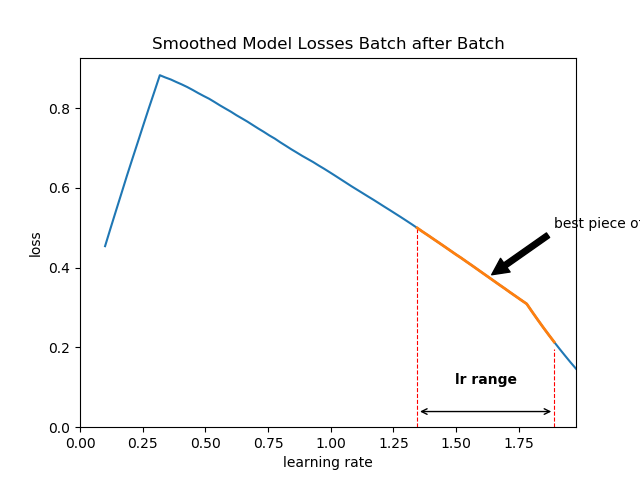 Smoothed Model Losses Batch after Batch
0.8
0.6
0.4
0.2
0.0
loss
best piece of
lr range
0.00 0.25 0.50 0.75 1.00 1.25 1.50 1.75
learning rate